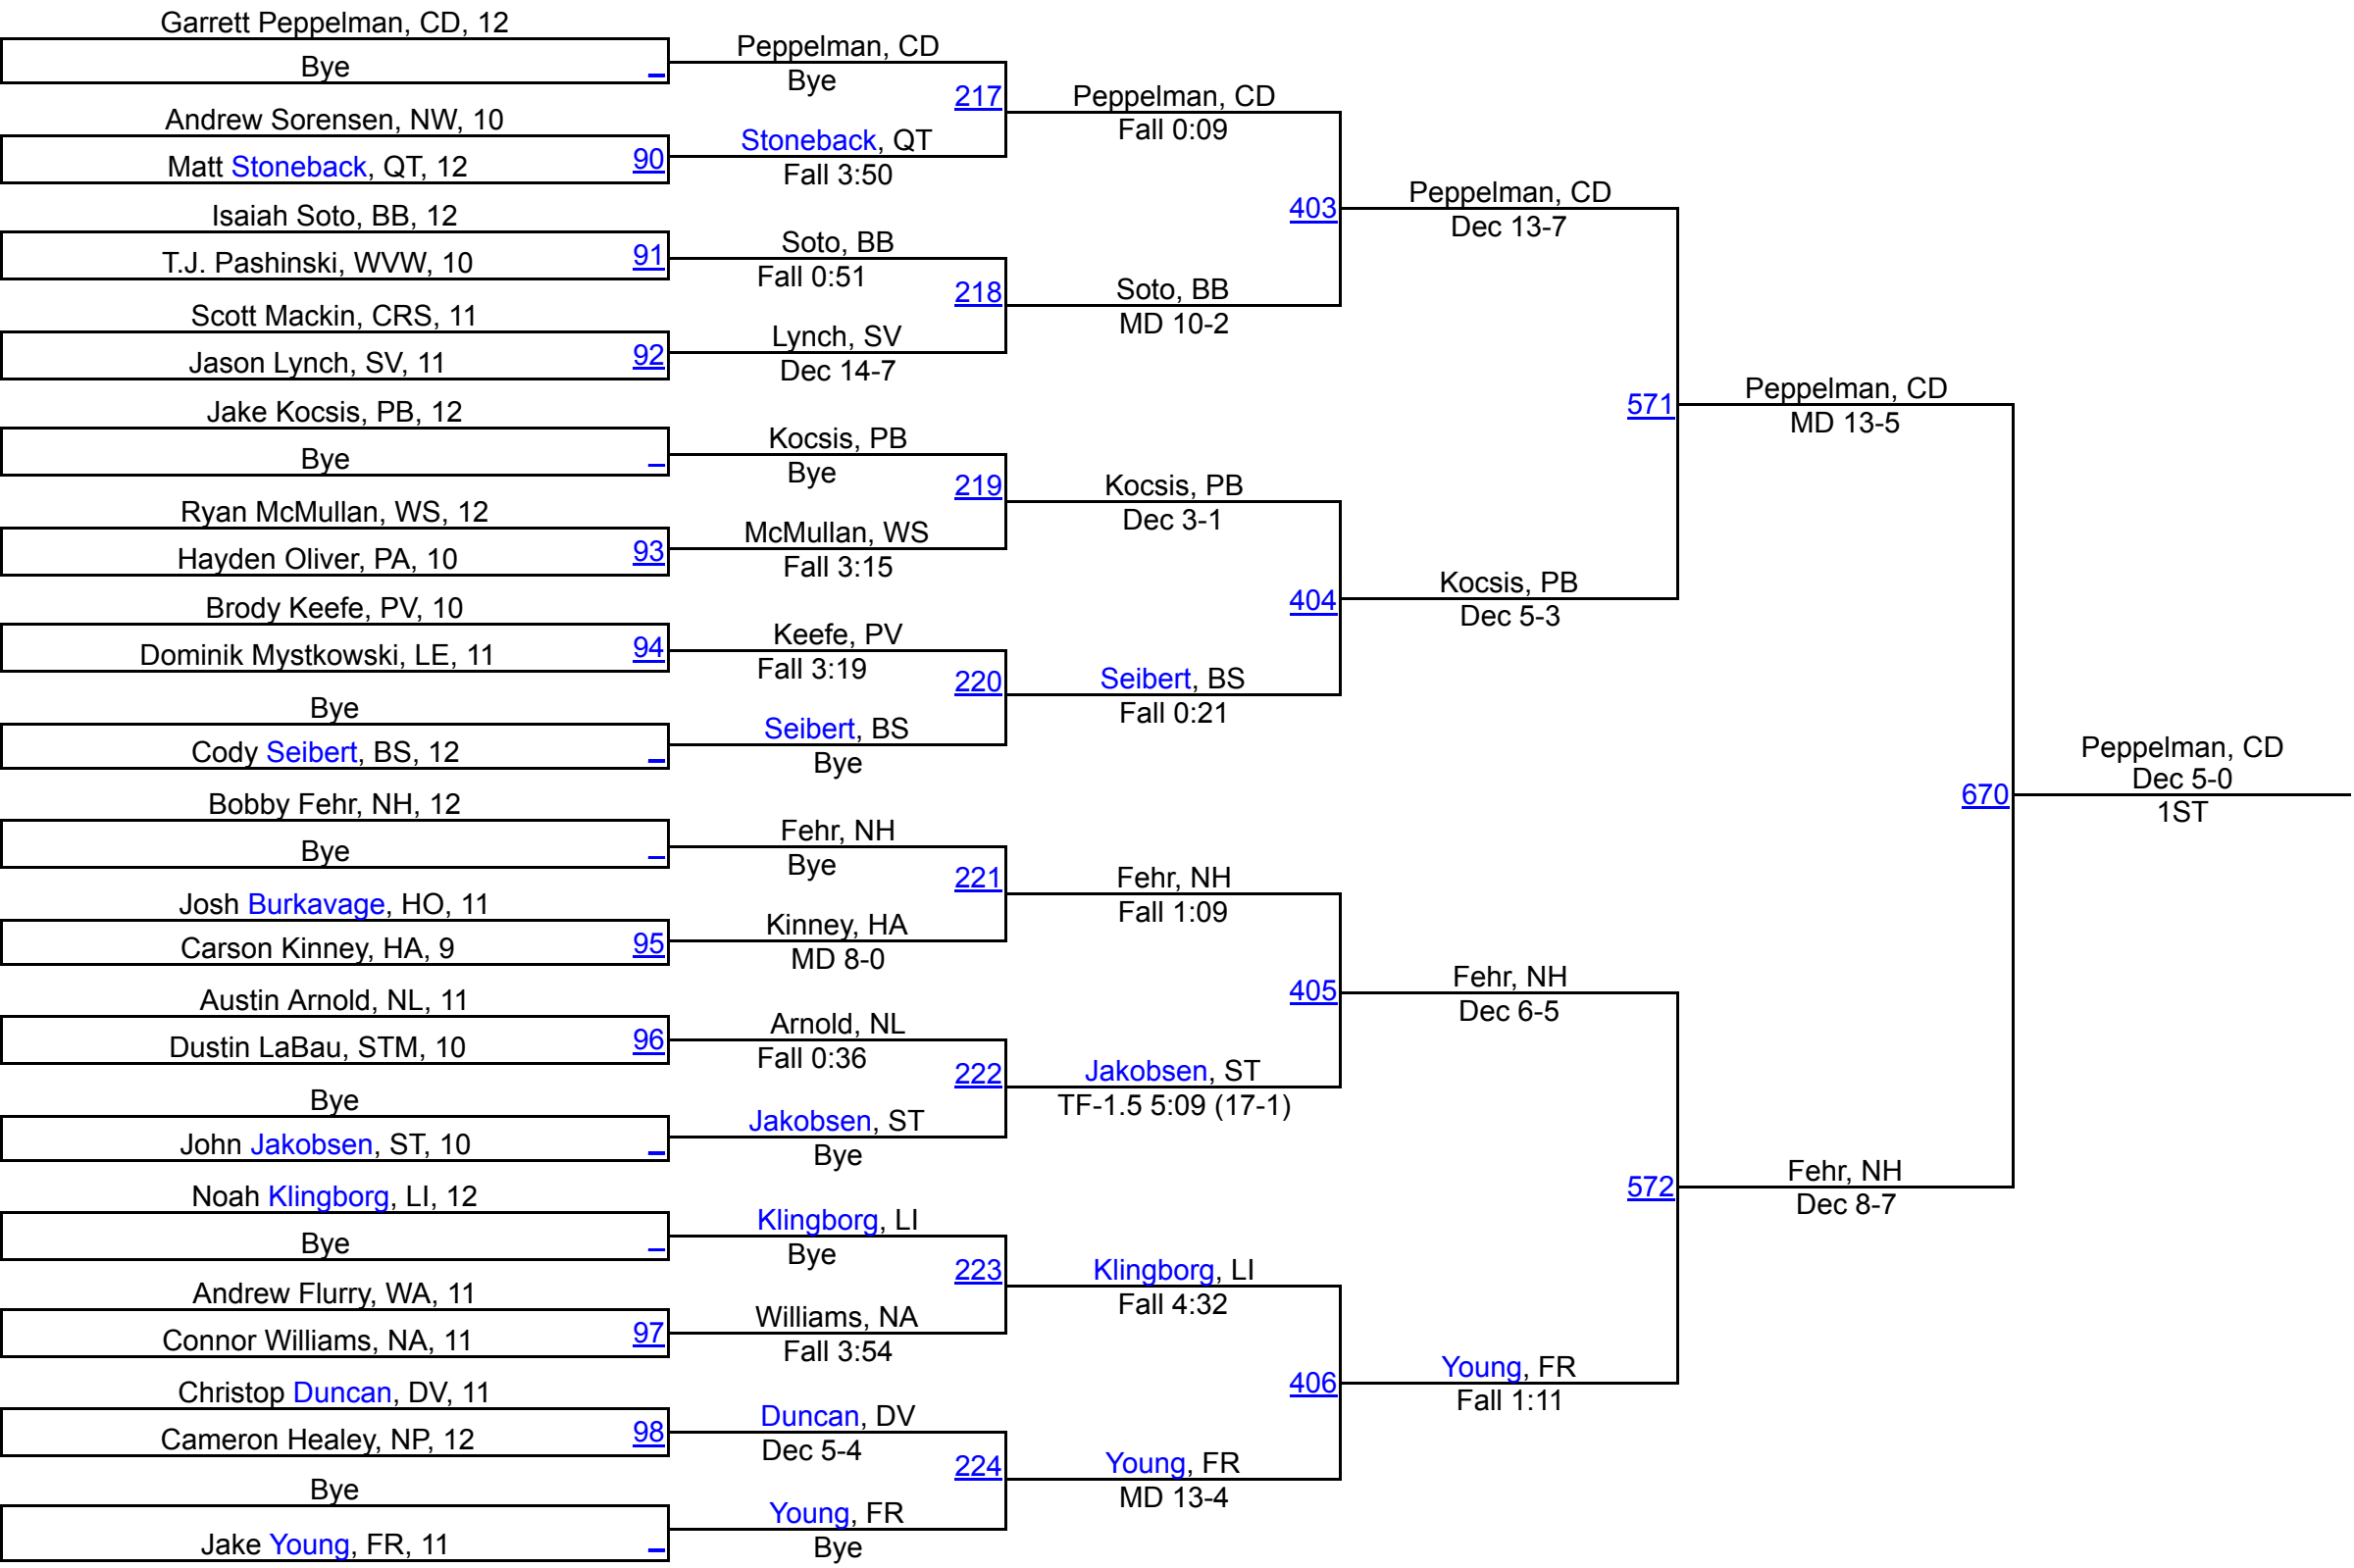 Garrett Peppelman, CD, 12
Bye
Andrew Sorensen, NW, 10
Matt Stoneback, QT, 12
90
Isaiah Soto, BB, 12
T.J. Pashinski, WVW, 10
91
Scott Mackin, CRS, 11
Jason Lynch, SV, 11
92
Jake Kocsis, PB, 12
Bye
Ryan McMullan, WS, 12
Hayden Oliver, PA, 10
93
Brody Keefe, PV, 10
Dominik Mystkowski, LE, 11
94
Bye
Cody Seibert, BS, 12
Bobby Fehr, NH, 12
Bye
Josh Burkavage, HO, 11
Carson Kinney, HA, 9
95
Austin Arnold, NL, 11
Dustin LaBau, STM, 10
96
Bye
John Jakobsen, ST, 10
Noah Klingborg, LI, 12
Bye
Andrew Flurry, WA, 11
Connor Williams, NA, 11
97
Christop Duncan, DV, 11
Cameron Healey, NP, 12
98
Bye
Jake Young, FR, 11
Peppelman, CD
Bye
217
Stoneback, QT
Fall 3:50
Soto, BB
Fall 0:51
218
Lynch, SV
Dec 14-7
Kocsis, PB
Bye
219
McMullan, WS
Fall 3:15
Keefe, PV
Fall 3:19
220
Seibert, BS
Bye
Fehr, NH
Bye
221
Kinney, HA
MD 8-0
Arnold, NL
Fall 0:36
222
Jakobsen, ST
Bye
Klingborg, LI
Bye
223
Williams, NA
Fall 3:54
Duncan, DV
Dec 5-4
224
Young, FR
Bye
Peppelman, CD
Fall 0:09
403
Soto, BB
MD 10-2
Kocsis, PB
Dec 3-1
404
Seibert, BS
Fall 0:21
Fehr, NH
Fall 1:09
405
Jakobsen, ST
TF-1.5 5:09 (17-1)
Klingborg, LI
Fall 4:32
406
Young, FR
MD 13-4
Peppelman, CD
Dec 13-7
571
Kocsis, PB
Dec 5-3
Fehr, NH
Dec 6-5
572
Young, FR
Fall 1:11
Peppelman, CD
MD 13-5
670
Fehr, NH
Dec 8-7
Peppelman, CD
Dec 5-0
1ST